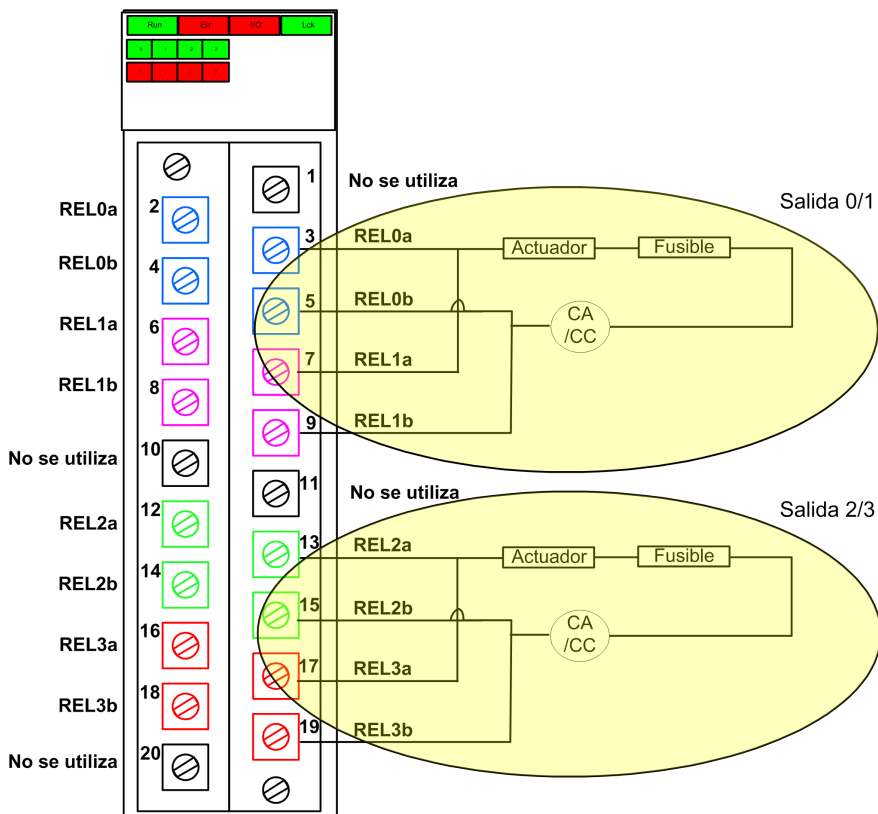 Run Err I/O Lck
0 1 2 3
0 1 2 3
1 No se utiliza
Salida 0/1
REL0a 2
3 REL0a Actuador Fusible
REL0b 4
5 REL0b CA
/CC
REL1a 6
7 REL1a
REL1b 8
9 REL1b
No se utiliza 10
11 No se utiliza
Salida 2/3
REL2a 12
13 REL2a Actuador Fusible
REL2b 14
15 REL2b CA
/CC
REL3a 16
17 REL3a
REL3b 18
19 REL3b
No se utiliza 20